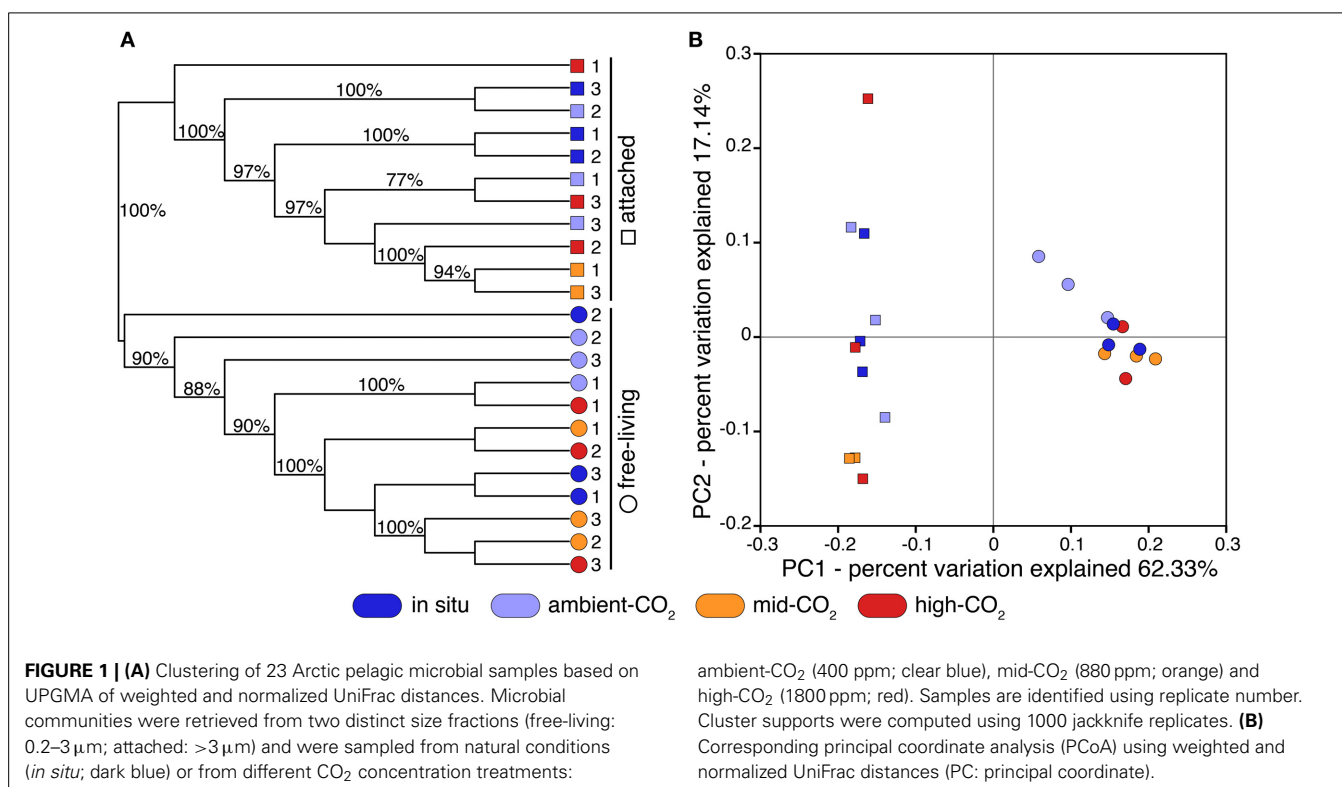 A
100%
100%
100%
97%
100%
97%
77%
100%
94%
90%
88%
100%
90%
100%
100%
1
3
2
1
2
1
3
3
2
1
3
2
2
3
1
1
1
2
3
1
3
2
3
□ attached
○ free-living
B
0.3
0.2
0.1
0
-0.1
-0.2
PC2 - percent variation explained 17.14%
-0.3
-0.2
-0.1
0
0.1
0.2
0.3
PC1 - percent variation explained 62.33%
in situ
ambient-CO₂
mid-CO₂
high-CO₂
FIGURE 1 | (A) Clustering of 23 Arctic pelagic microbial samples based on
UPGMA of weighted and normalized UniFrac distances. Microbial
communities were retrieved from two distinct size fractions (free-living:
0.2–3 μm; attached: >3 μm) and were sampled from natural conditions
(in situ; dark blue) or from different CO₂ concentration treatments:
ambient-CO₂ (400 ppm; clear blue), mid-CO₂ (880 ppm; orange) and
high-CO₂ (1800 ppm; red). Samples are identified using replicate number.
Cluster supports were computed using 1000 jackknife replicates. (B)
Corresponding principal coordinate analysis (PCoA) using weighted and
normalized UniFrac distances (PC: principal coordinate).